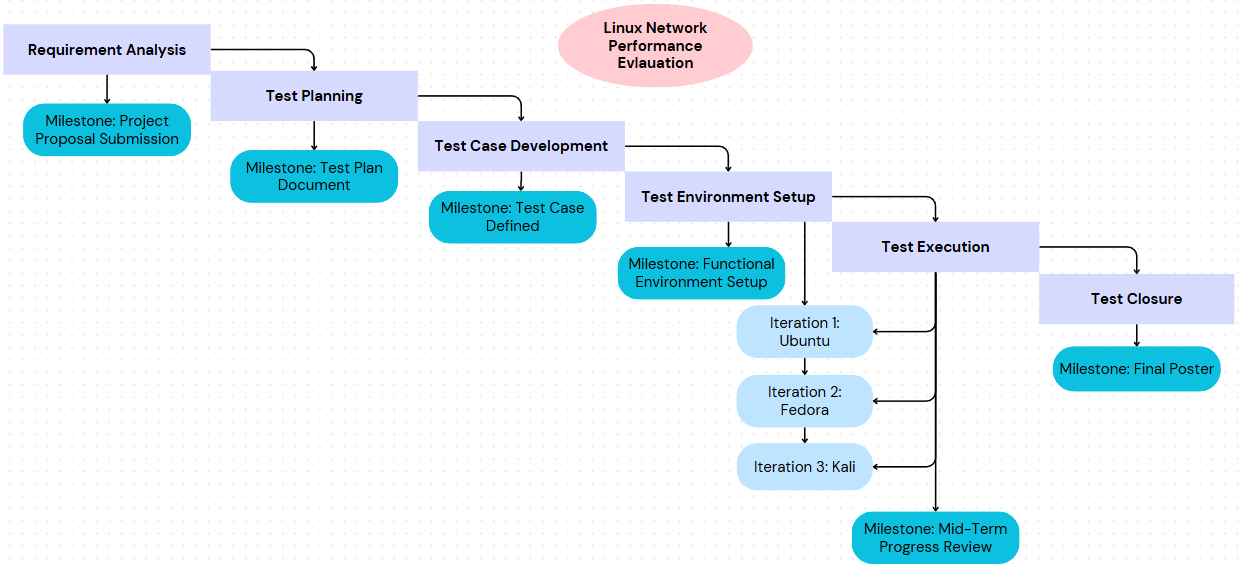 Linux Network
Performance
Evlauation
Requirement Analysis
Milestone: Project
Proposal Submission
Test Planning
Milestone: Test Plan
Document
Test Case Development
Milestone: Test Case
Defined
Test Environment Setup
Milestone: Functional
Environment Setup
Test Execution
Iteration 1:
Ubuntu
Iteration 2:
Fedora
Iteration 3: Kali
Milestone: Mid-Term
Progress Review
Test Closure
Milestone: Final Poster